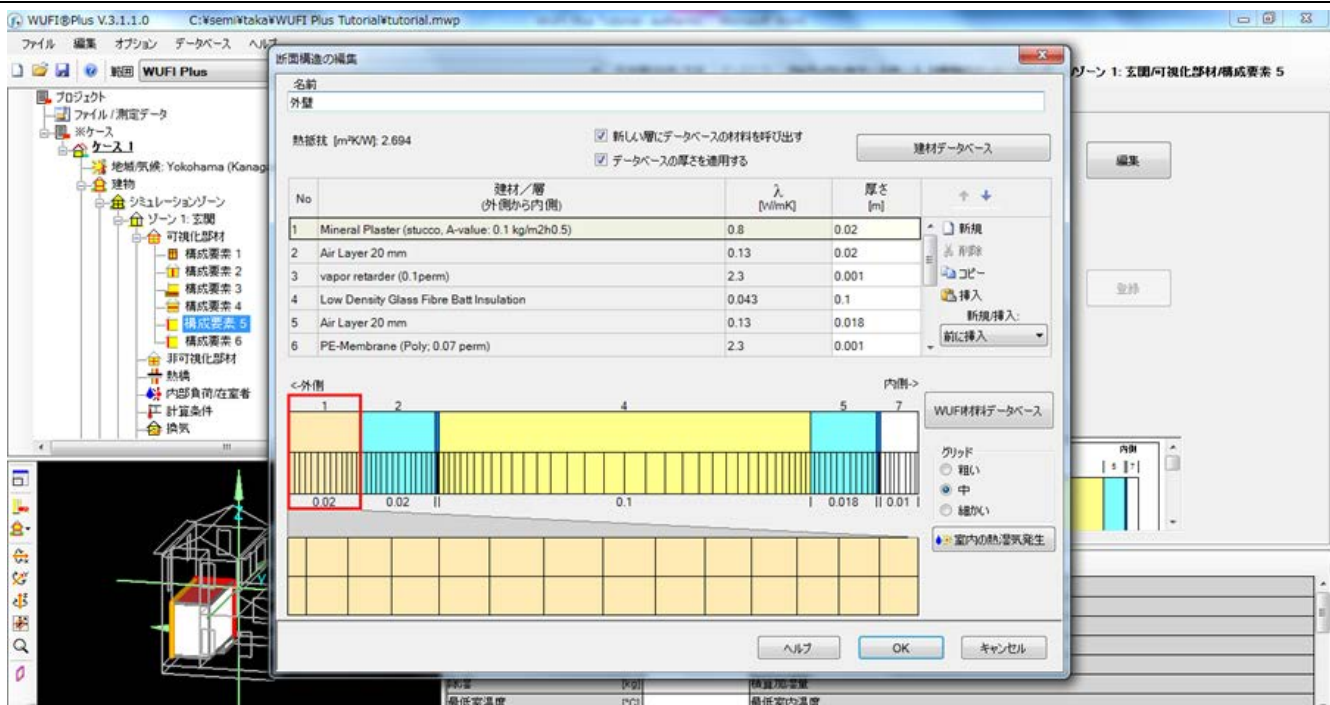 WUFI®Plus V.3.1.1.0 C:¥semi¥taka¥WUFI Plus Tutorial¥tutorial.mwp
ファイル 編集 オプション データベース ヘルプ
範囲 WUFI Plus
ゾーン 1: 玄関/可視化部材/構成要素 5
プロジェクト
ファイル / 測定データ
※ケース
ケース 1
地域/気候: Yokohama (Kanag
建物
シミュレーションゾーン
ゾーン 1: 玄関
可視化部材
構成要素 1
構成要素 2
構成要素 3
構成要素 4
構成要素 5
構成要素 6
非可視化部材
熱橋
内部負荷/在室者
計算条件
換気
断面構造の編集
名前
外壁
熱抵抗 [m²K/W]: 2.694
新しい層にデータベースの材料を呼び出す
データベースの厚さを適用する
建材データベース
No 建材／層 (外側から内側) λ [W/mK] 厚さ [m]
1 Mineral Plaster (stucco, A-value: 0.1 kg/m2h0.5) 0.8 0.02
2 Air Layer 20 mm 0.13 0.02
3 vapor retarder (0.1perm) 2.3 0.001
4 Low Density Glass Fibre Batt Insulation 0.043 0.1
5 Air Layer 20 mm 0.13 0.018
6 PE-Membrane (Poly; 0.07 perm) 2.3 0.001
新規
削除
コピー
挿入
新規/挿入:
前に挿入
<-外側 内側->
1 2 4 5 7
0.02 0.02 0.1 0.018 0.01
WUFI材料データベース
グリッド
粗い
中
細かい
室内の熱湿気発生
ヘルプ OK キャンセル
編集
登録
内側
5 7
[kg] 積算加湿量
最低室温度 [°C] 最低室内温度